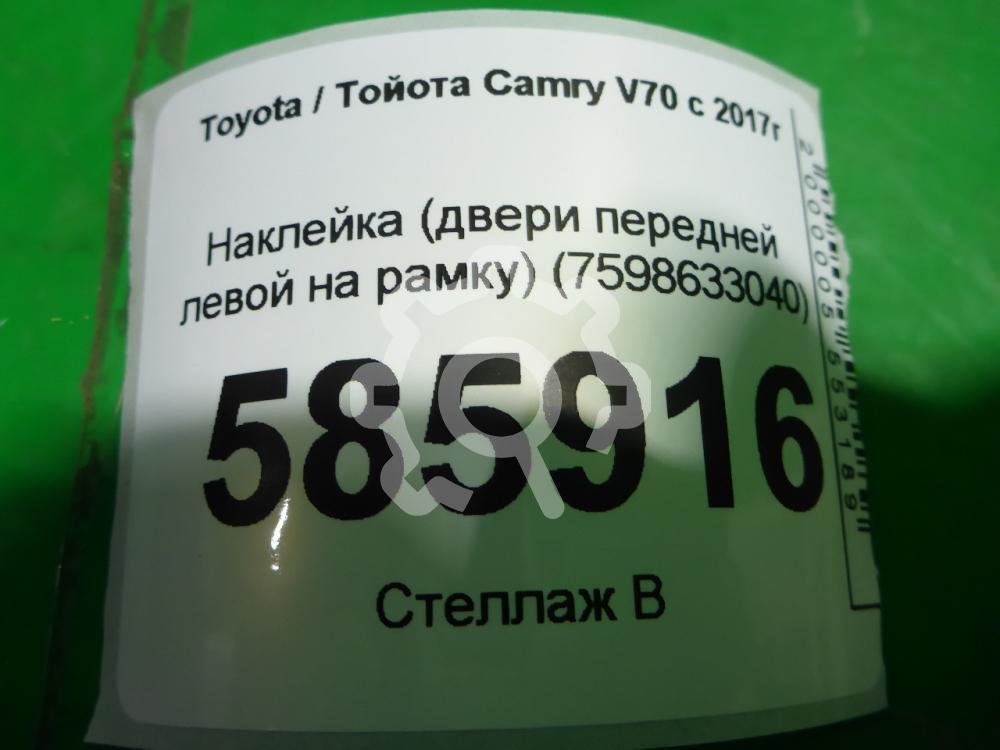 Toyota / Тойота Camry V70 с 2017г
Наклейка (двери передней
левой на рамку) (7598633040)
585916
Стеллаж В
2000005553189